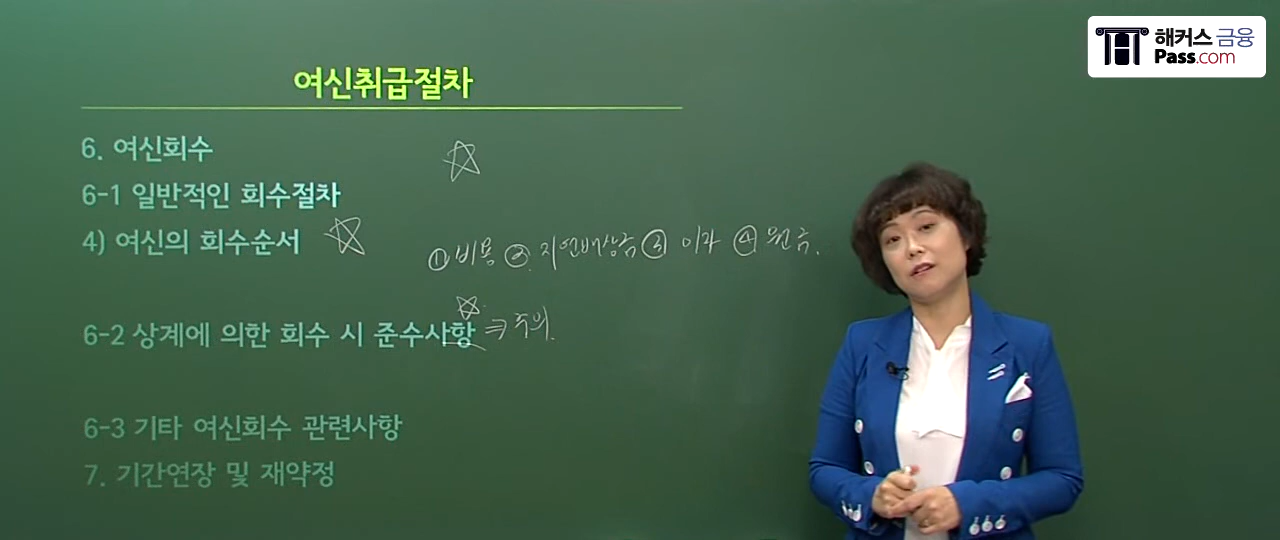 해커스 금융
Pass.com
여신취급절차
6. 여신회수
6-1 일반적인 회수절차
4) 여신의 회수순서
① 비용 ② 지연배상금 ③ 이자 ④ 원금.
6-2 상계에 의한 회수 시 준수사항 ⇒ 주의.
6-3 기타 여신회수 관련사항
7. 기간연장 및 재약정